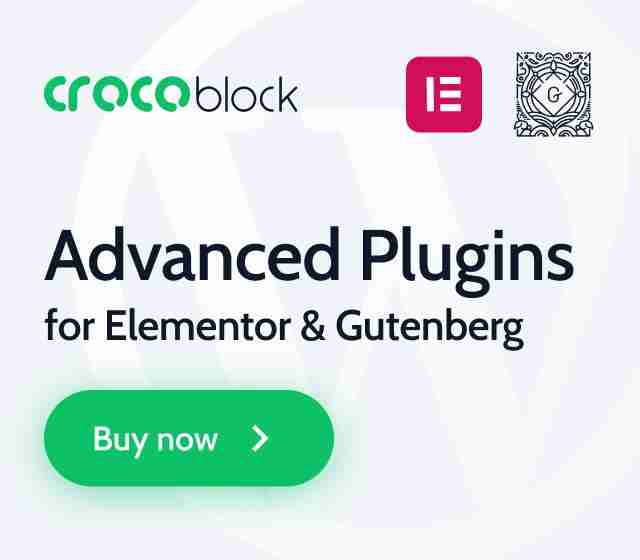 crocoblock
G
Advanced Plugins
for Elementor & Gutenberg
Buy now